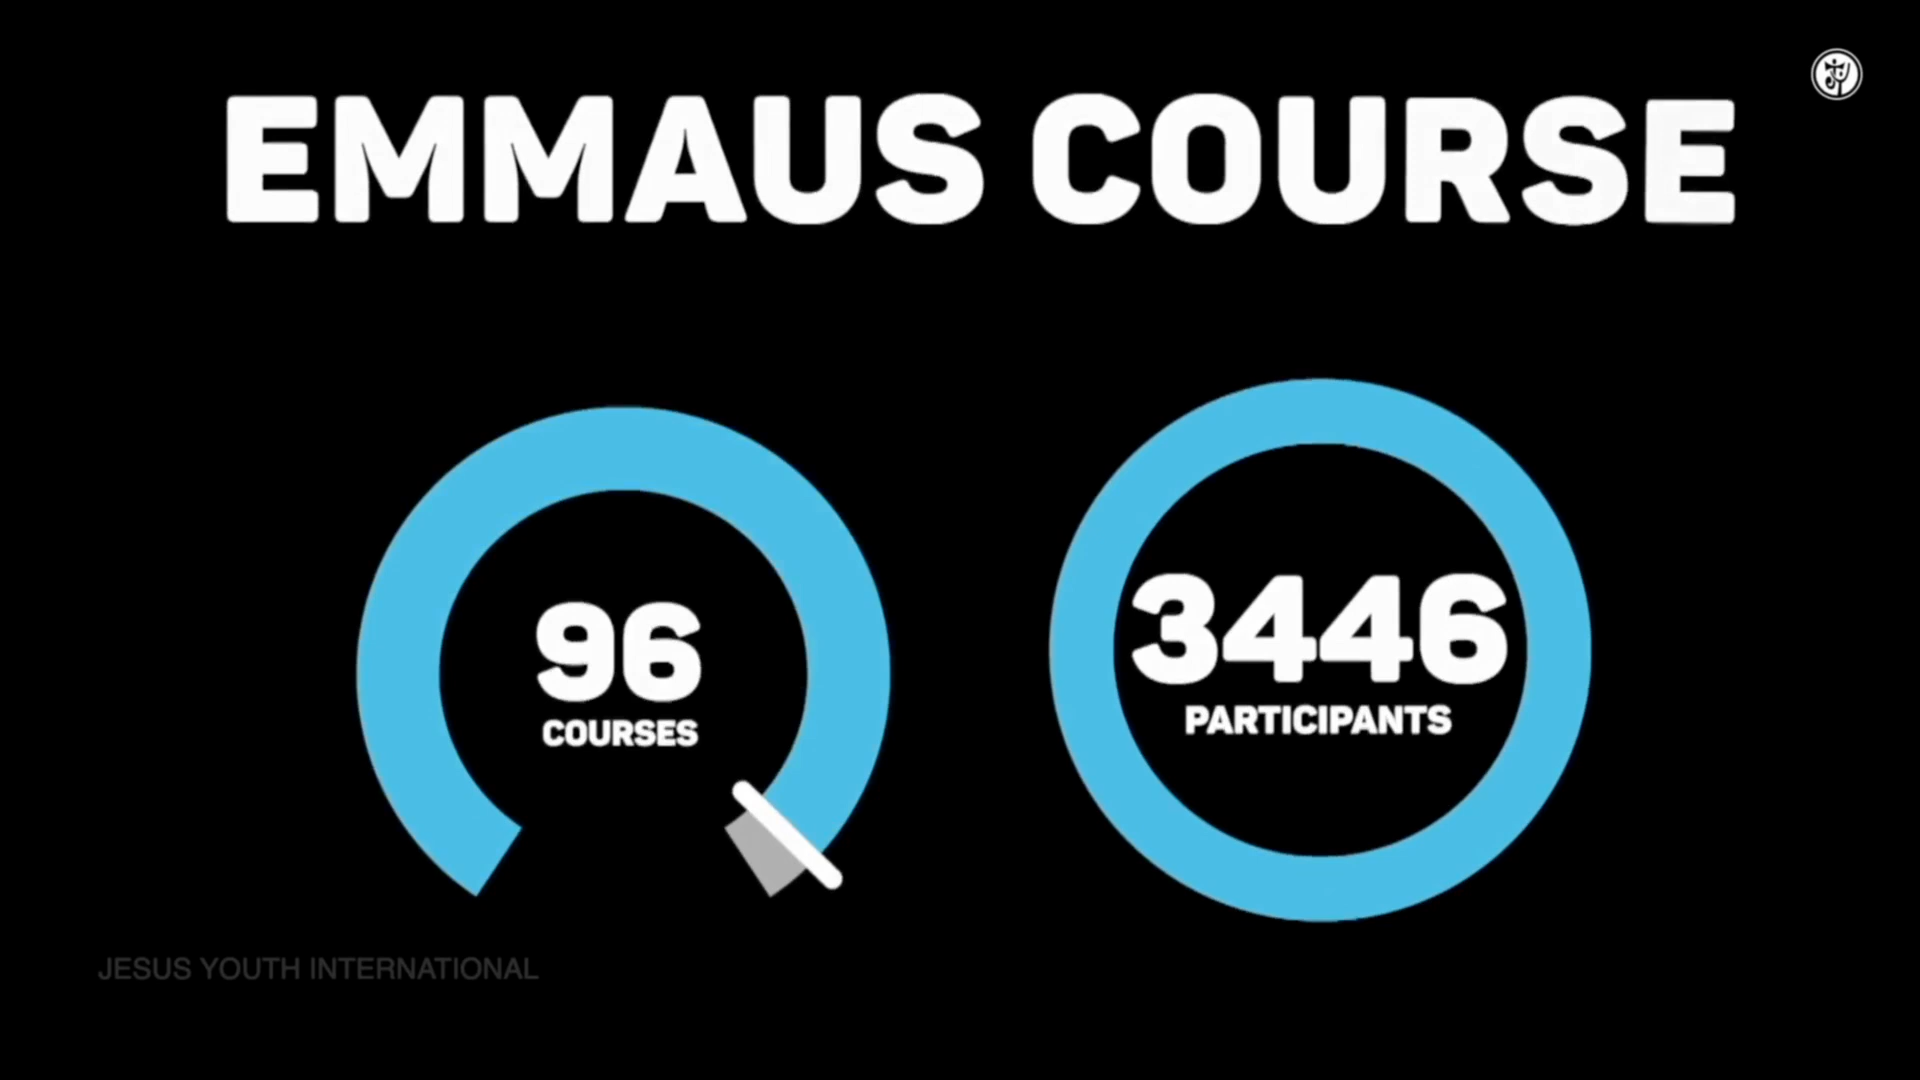 EMMAUS COURSE
96
COURSES
3446
PARTICIPANTS
JESUS YOUTH INTERNATIONAL